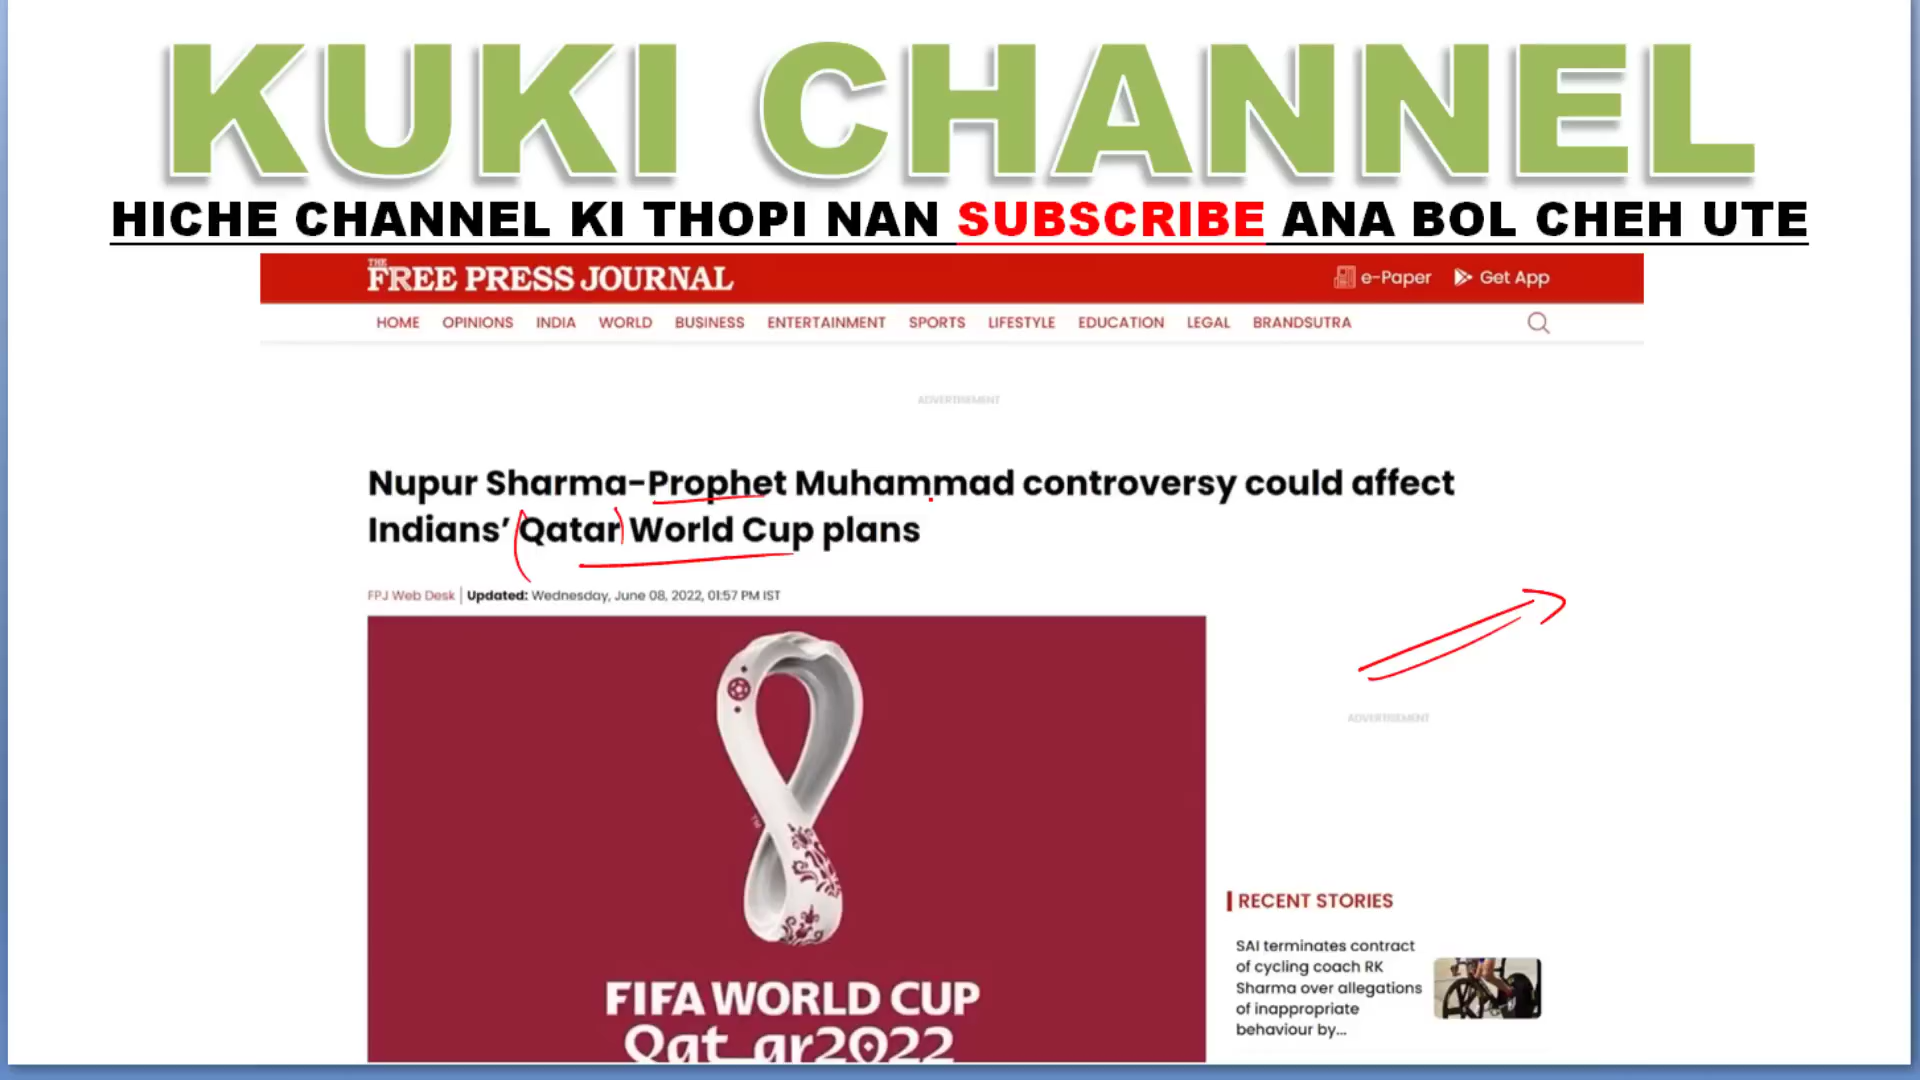 KUKI CHANNEL
HICHE CHANNEL KI THOPI NAN SUBSCRIBE ANA BOL CHEH UTE
THE FREE PRESS JOURNAL
e-Paper Get App
HOME OPINIONS INDIA WORLD BUSINESS ENTERTAINMENT SPORTS LIFESTYLE EDUCATION LEGAL BRANDSUTRA
ADVERTISEMENT
Nupur Sharma-Prophet Muhammad controversy could affect
Indians’ Qatar World Cup plans
FPJ Web Desk | Updated: Wednesday, June 08, 2022, 01:57 PM IST
TM
FIFA WORLD CUP
Qatar2022
ADVERTISEMENT
RECENT STORIES
SAI terminates contract
of cycling coach RK
Sharma over allegations
of inappropriate
behaviour by...